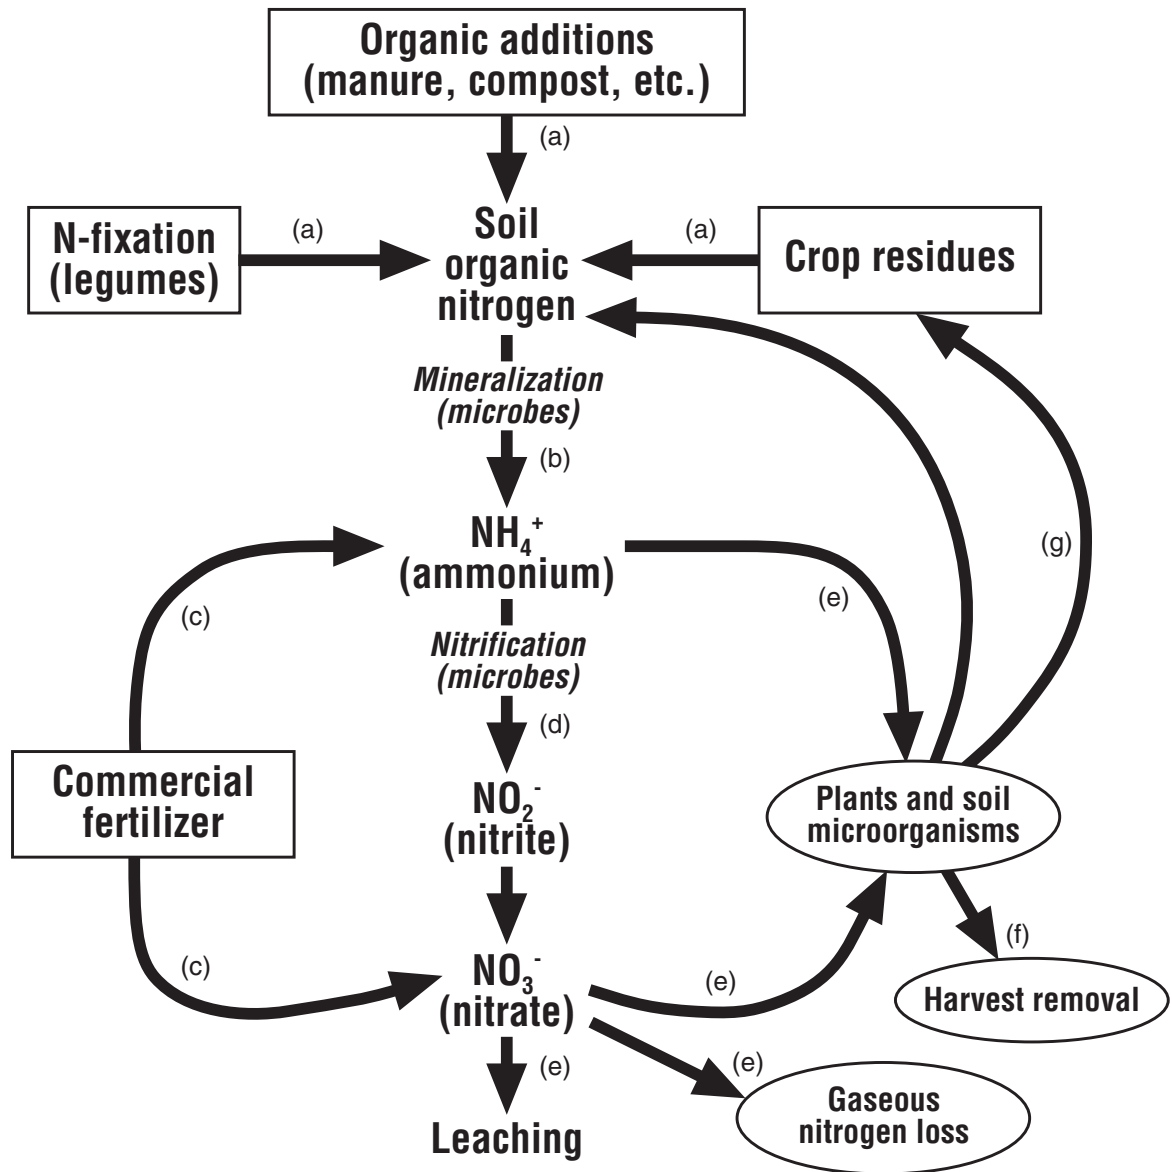 Organic additions
(manure, compost, etc.)
(a)
N-fixation
(legumes)
(a)
Soil
organic
nitrogen
(a)
Crop residues
Mineralization
(microbes)
(b)
NH₄⁺
(ammonium)
(c)
(e)
(g)
Nitrification
(microbes)
(d)
Commercial
fertilizer
NO₂⁻
(nitrite)
Plants and soil
microorganisms
(c)
NO₃⁻
(nitrate)
(e)
(f)
Harvest removal
(e)
(e)
Gaseous
nitrogen loss
Leaching